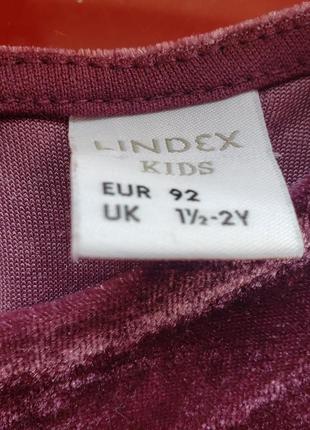 LINDEX
KIDS
EUR 92
UK 1½-2Y